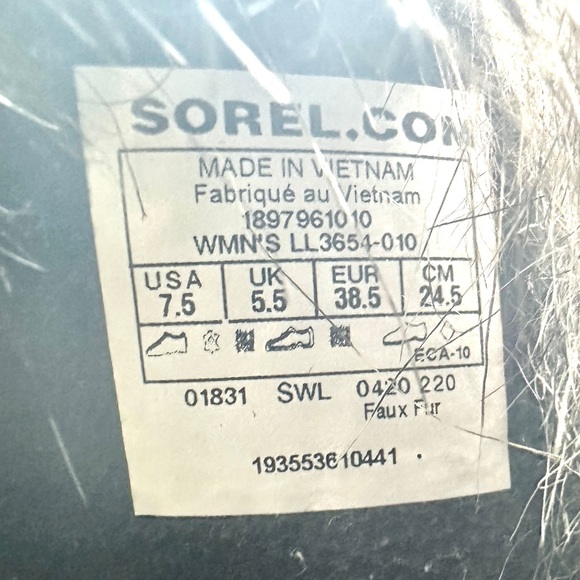 SOREL.COM
MADE IN VIETNAM
Fabriqué au Vietnam
1897961010
WMN'S LL3654-010
USA UK EUR CM
7.5 5.5 38.5 24.5
ECA-10
01831 SWL 0420 220
Faux Fur
193553610441